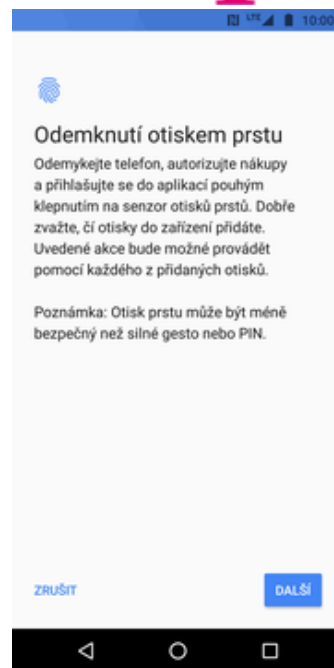 LTE 10:00
Odemknutí otiskem prstu
Odemykejte telefon, autorizujte nákupy
a přihlašujte se do aplikací pouhým
klepnutím na senzor otisků prstů. Dobře
zvažte, čí otisky do zařízení přidáte.
Uvedené akce bude možné provádět
pomocí každého z přidaných otisků.
Poznámka: Otisk prstu může být méně
bezpečný než silné gesto nebo PIN.
ZRUŠIT DALŠÍ